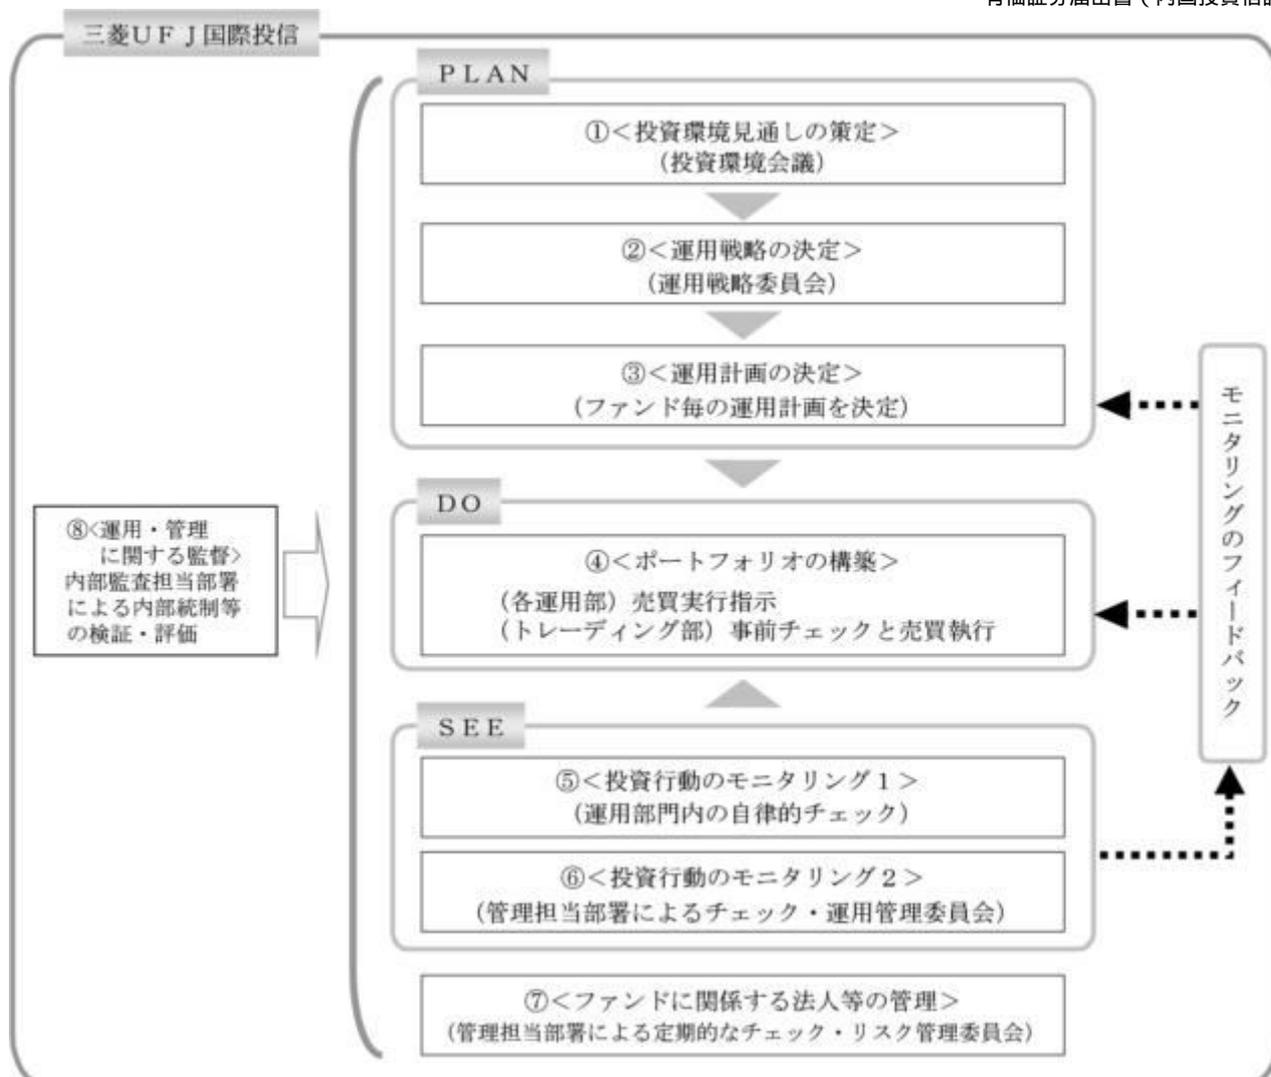 有価証券届出書（内国投資信託
三菱ＵＦＪ国際投信
ＰＬＡＮ
①＜投資環境見通しの策定＞
（投資環境会議）
②＜運用戦略の決定＞
（運用戦略委員会）
③＜運用計画の決定＞
（ファンド毎の運用計画を決定）
ＤＯ
④＜ポートフォリオの構築＞
（各運用部）売買実行指示
（トレーディング部）事前チェックと売買執行
ＳＥＥ
⑤＜投資行動のモニタリング１＞
（運用部門内の自律的チェック）
⑥＜投資行動のモニタリング２＞
（管理担当部署によるチェック・運用管理委員会）
⑦＜ファンドに関係する法人等の管理＞
（管理担当部署による定期的なチェック・リスク管理委員会）
⑧＜運用・管理
に関する監督＞
内部監査担当部署
による内部統制等
の検証・評価
モニタリングのフィードバック